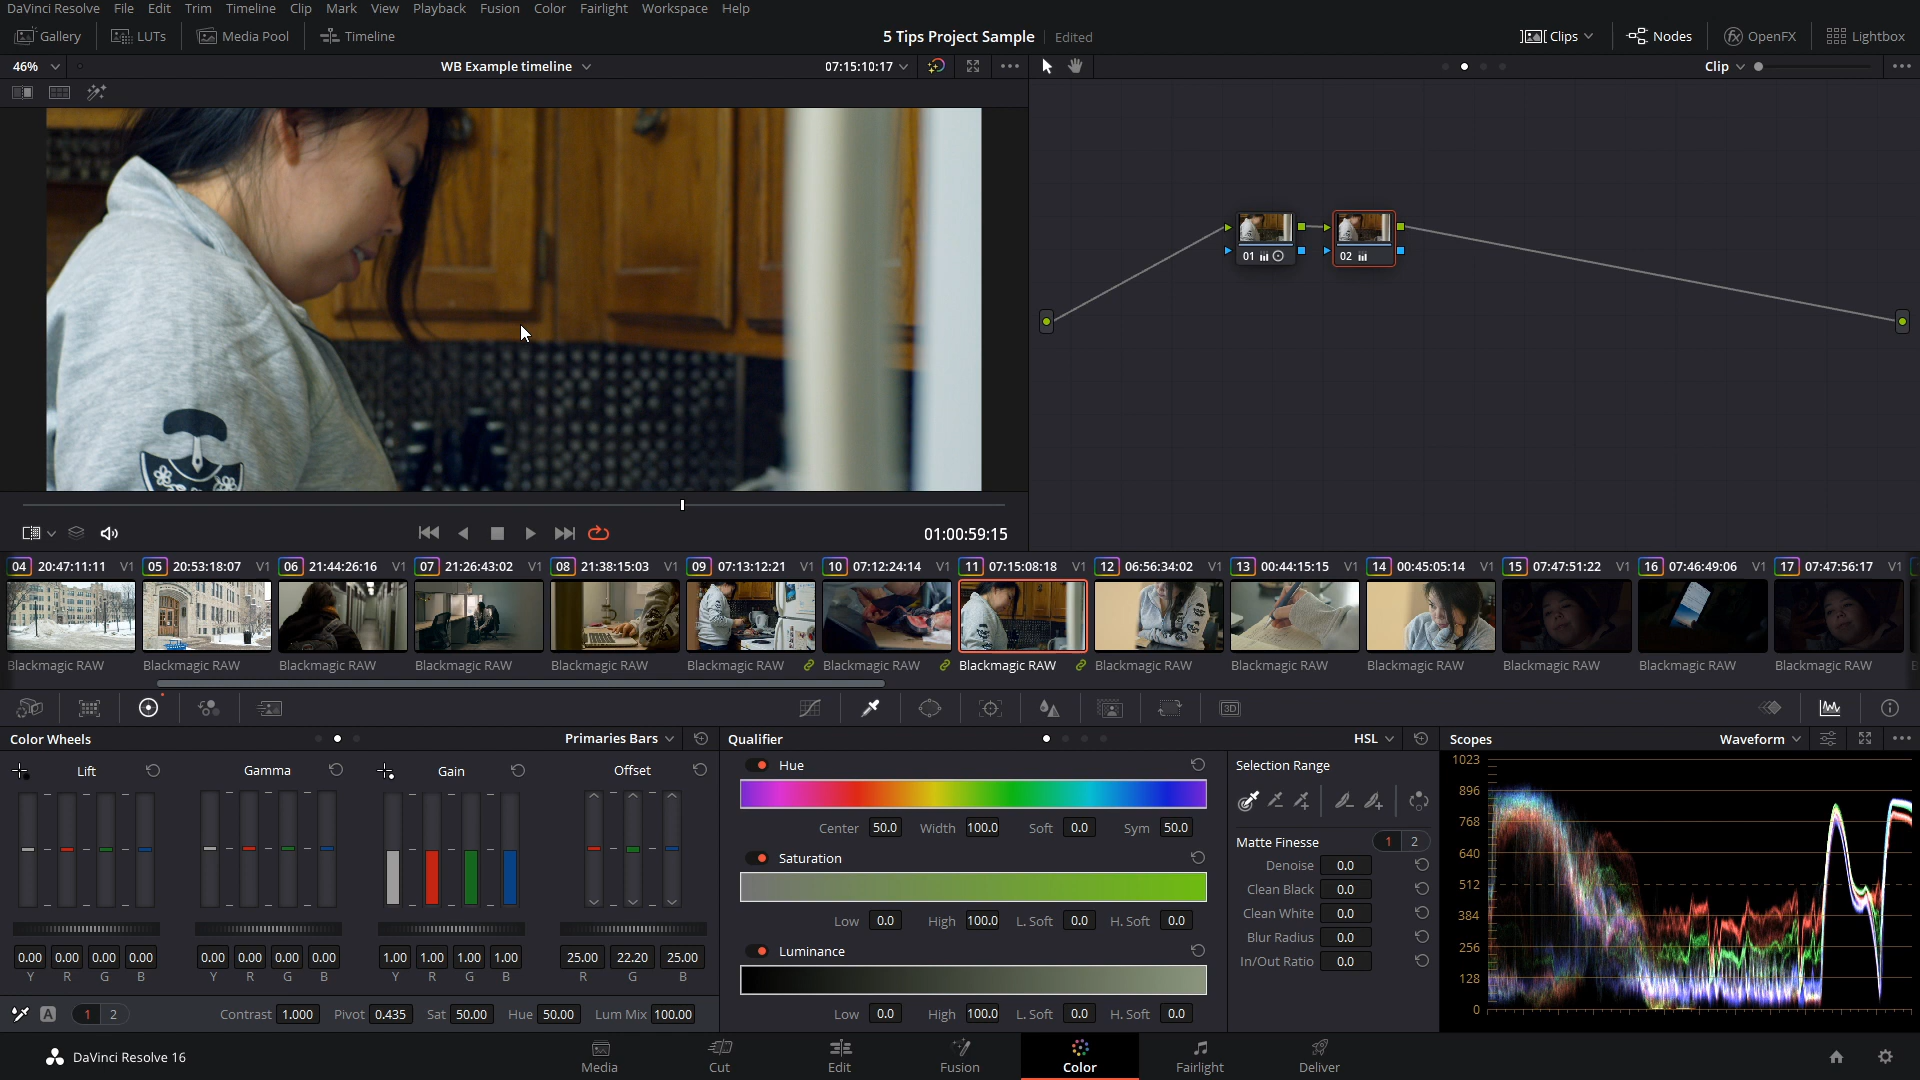 DaVinci Resolve File Edit Trim Timeline Clip Mark View Playback Fusion Color Fairlight Workspace Help
Gallery LUTs Media Pool Timeline 5 Tips Project Sample Edited Clips Nodes fx OpenFX Lightbox
46% WB Example timeline 07:15:10:17 Clip
01 02
01:00:59:15
04 20:47:11:11 V1 05 20:53:18:07 V1 06 21:44:26:16 V1 07 21:26:43:02 V1 08 21:38:15:03 V1 09 07:13:12:21 V1 10 07:12:24:14 V1 11 07:15:08:18 V1 12 06:56:34:02 V1 13 00:44:15:15 V1 14 00:45:05:14 V1 15 07:47:51:22 V1 16 07:46:49:06 V1 17 07:47:56:17 V1
Blackmagic RAW Blackmagic RAW Blackmagic RAW Blackmagic RAW Blackmagic RAW Blackmagic RAW Blackmagic RAW Blackmagic RAW Blackmagic RAW Blackmagic RAW Blackmagic RAW Blackmagic RAW Blackmagic RAW Blackmagic RAW
3D
Color Wheels Primaries Bars
Lift Gamma Gain Offset
0.00 0.00 0.00 0.00 0.00 0.00 0.00 0.00 1.00 1.00 1.00 1.00 25.00 22.20 25.00
Y R G B Y R G B Y R G B R G B
A 1 2 Contrast 1.000 Pivot 0.435 Sat 50.00 Hue 50.00 Lum Mix 100.00
Qualifier HSL
Hue
Center 50.0 Width 100.0 Soft 0.0 Sym 50.0
Saturation
Low 0.0 High 100.0 L. Soft 0.0 H. Soft 0.0
Luminance
Low 0.0 High 100.0 L. Soft 0.0 H. Soft 0.0
Selection Range
Matte Finesse 1 2
Denoise 0.0
Clean Black 0.0
Clean White 0.0
Blur Radius 0.0
In/Out Ratio 0.0
Scopes Waveform
1023
896
768
640
512
384
256
128
0
DaVinci Resolve 16 Media Cut Edit Fusion Color Fairlight Deliver